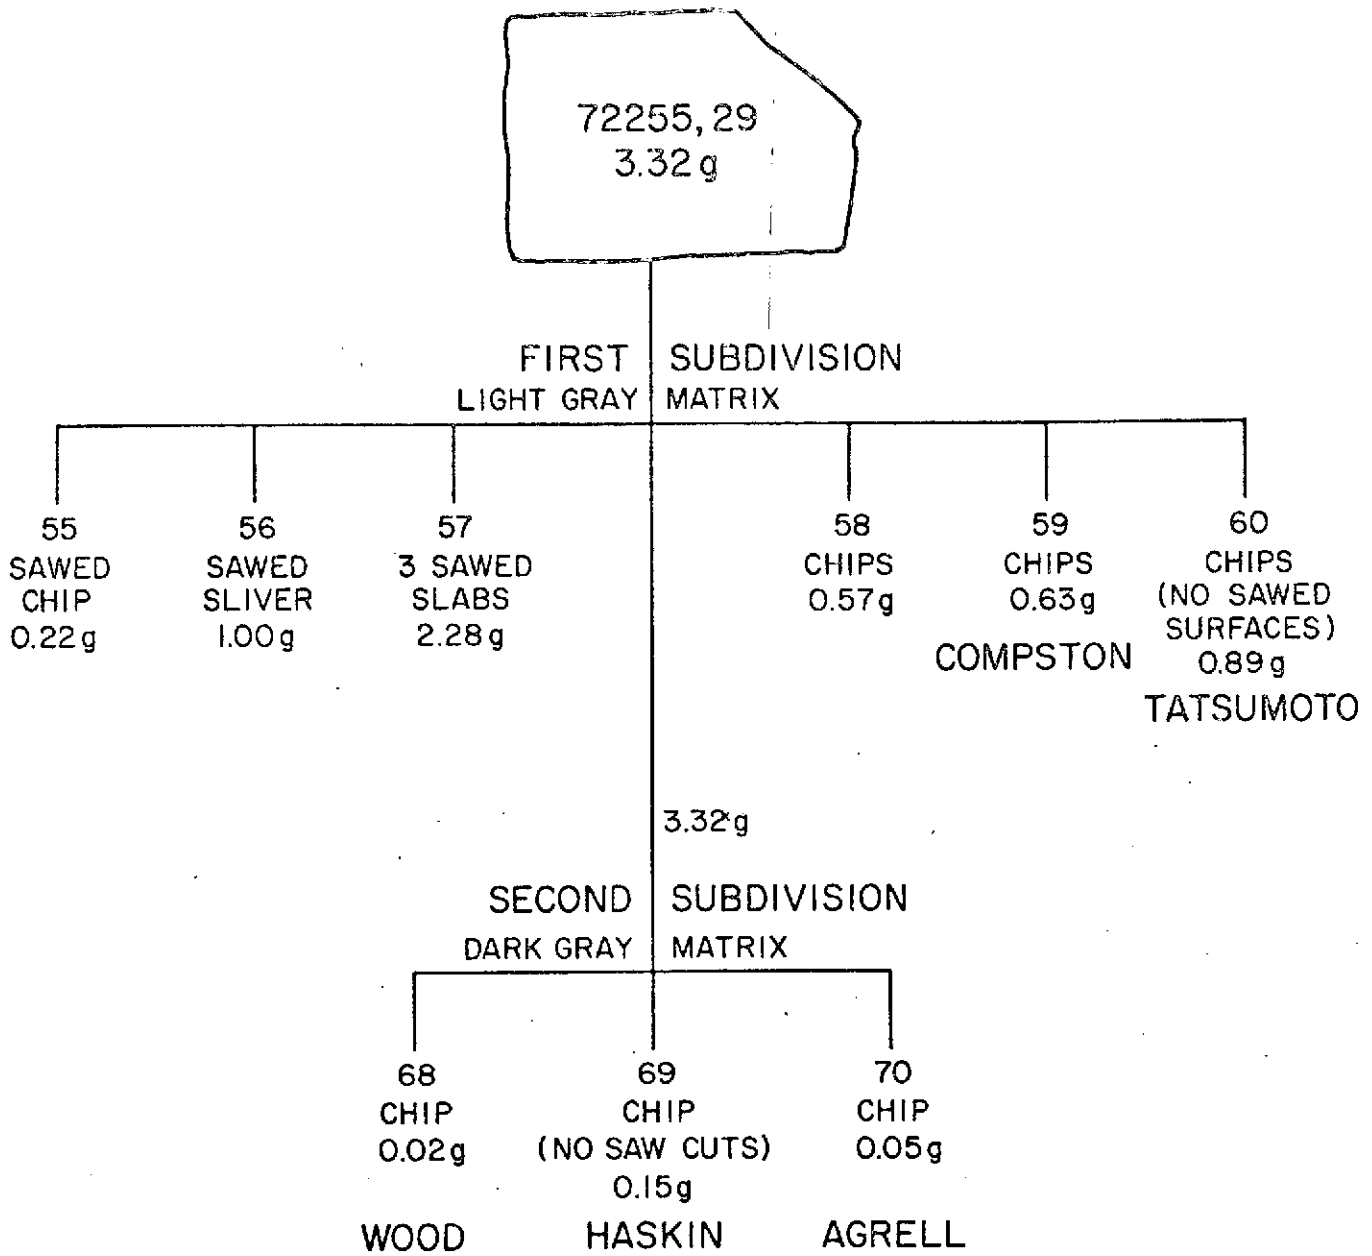 72255, 29
3.32 g
FIRST SUBDIVISION
LIGHT GRAY MATRIX
55
SAWED
CHIP
0.22 g
56
SAWED
SLIVER
1.00 g
57
3 SAWED
SLABS
2.28 g
58
CHIPS
0.57 g
59
CHIPS
0.63 g
COMPSTON
60
CHIPS
(NO SAWED
SURFACES)
0.89 g
TATSUMOTO
3.32 g
SECOND SUBDIVISION
DARK GRAY MATRIX
68
CHIP
0.02 g
WOOD
69
CHIP
(NO SAW CUTS)
0.15 g
HASKIN
70
CHIP
0.05 g
AGRELL